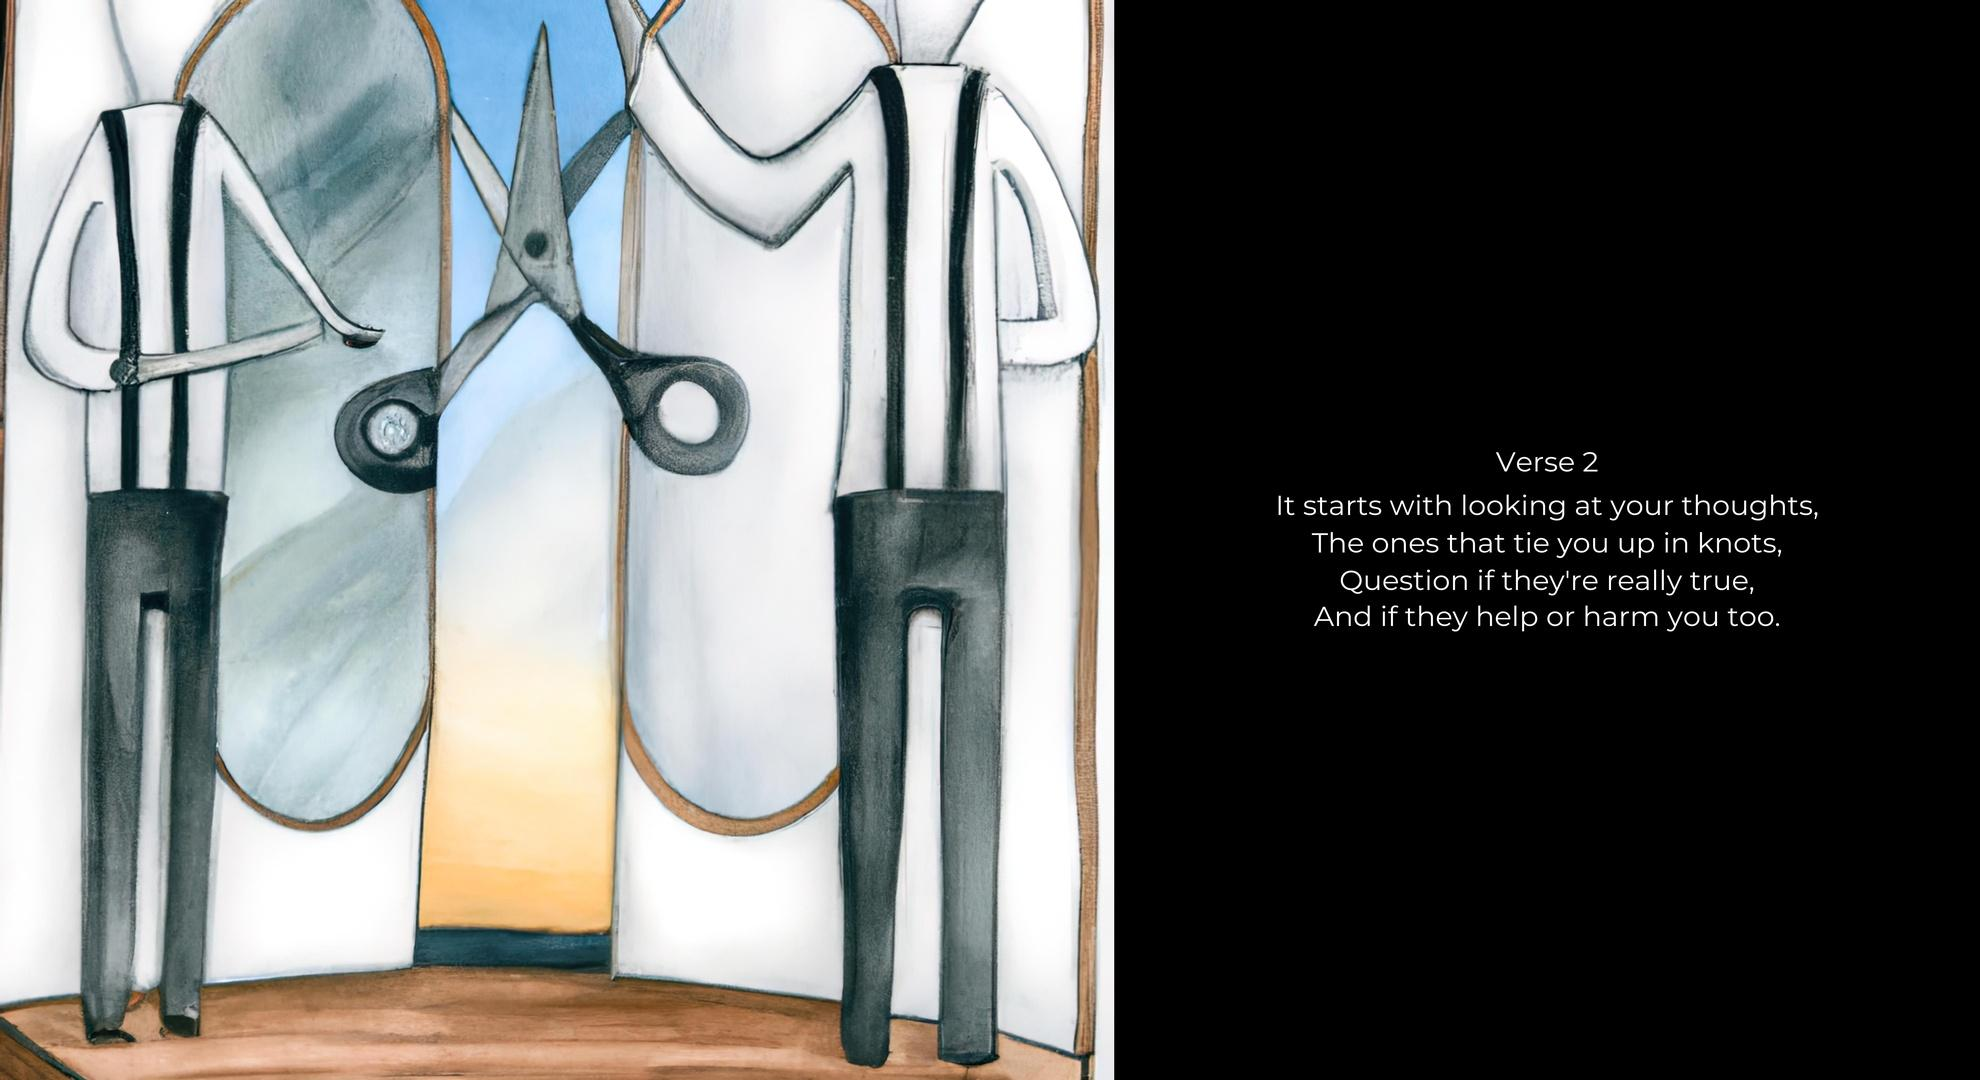 Verse 2
It starts with looking at your thoughts,
The ones that tie you up in knots,
Question if they're really true,
And if they help or harm you too.